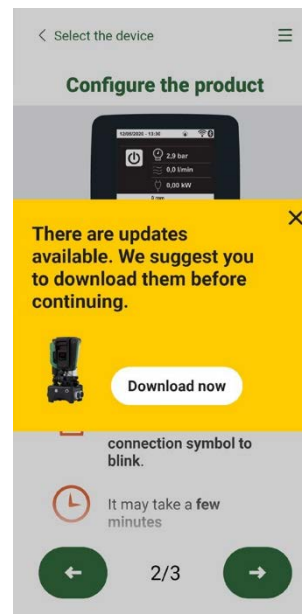 Select the device
Configure the product
12/05/2020 - 10:30
2,9 bar
0,0 l/min
0,00 kW
There are updates
available. We suggest you
to download them before
continuing.
Download now
connection symbol to
blink.
It may take a few
minutes
2/3